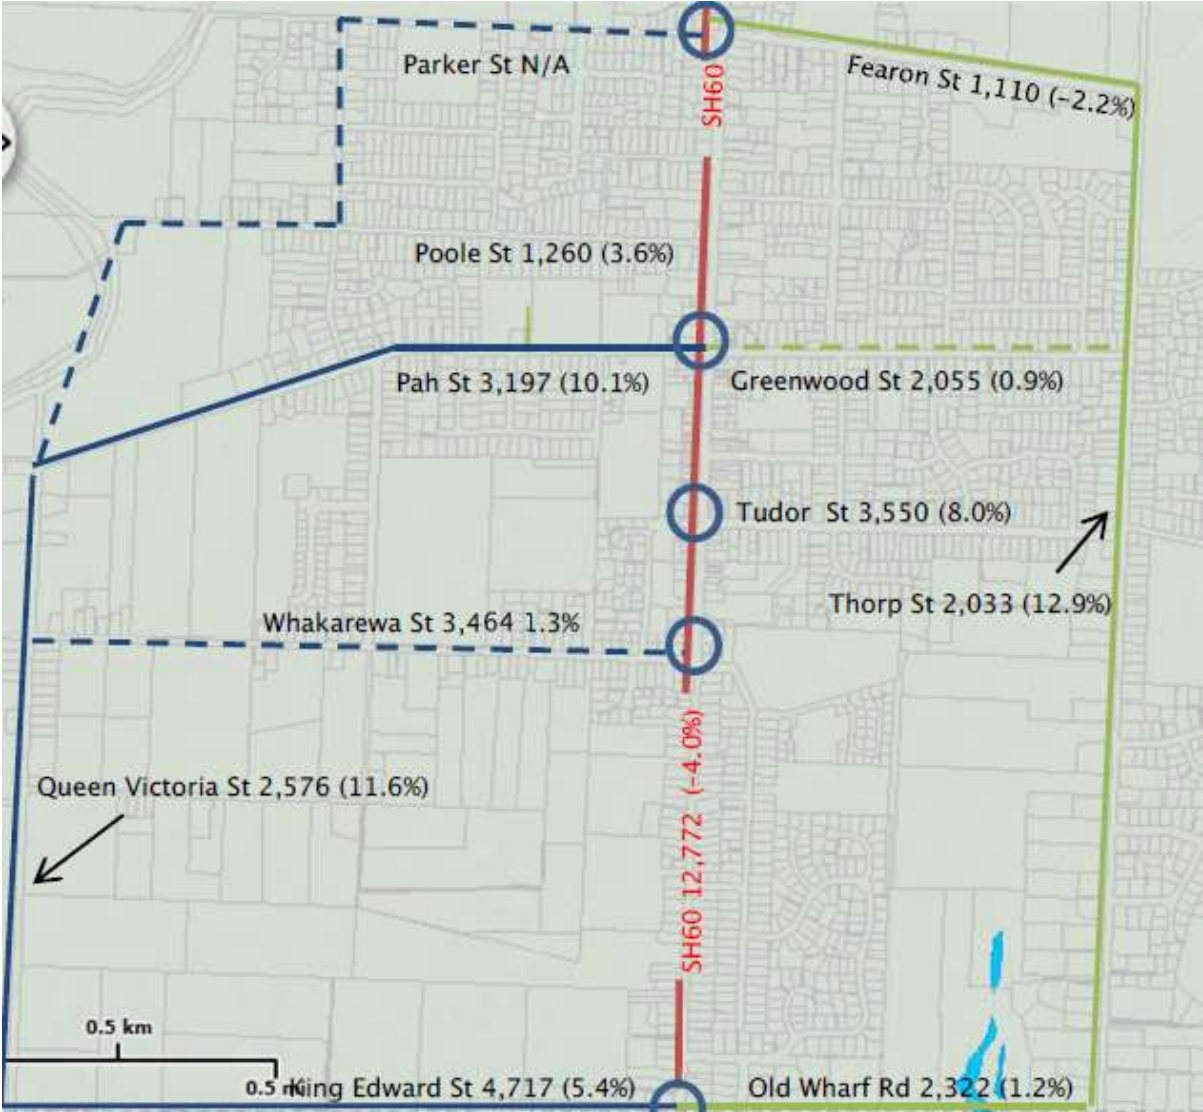 Parker St N/A
Fearon St 1,110 (-2.2%)
SH60
Poole St 1,260 (3.6%)
Pah St 3,197 (10.1%)
Greenwood St 2,055 (0.9%)
Tudor St 3,550 (8.0%)
Thorp St 2,033 (12.9%)
Whakarewa St 3,464 1.3%
SH60 12,772 (-4.0%)
Queen Victoria St 2,576 (11.6%)
0.5 km
0.5 mi
King Edward St 4,717 (5.4%)
Old Wharf Rd 2,322 (1.2%)